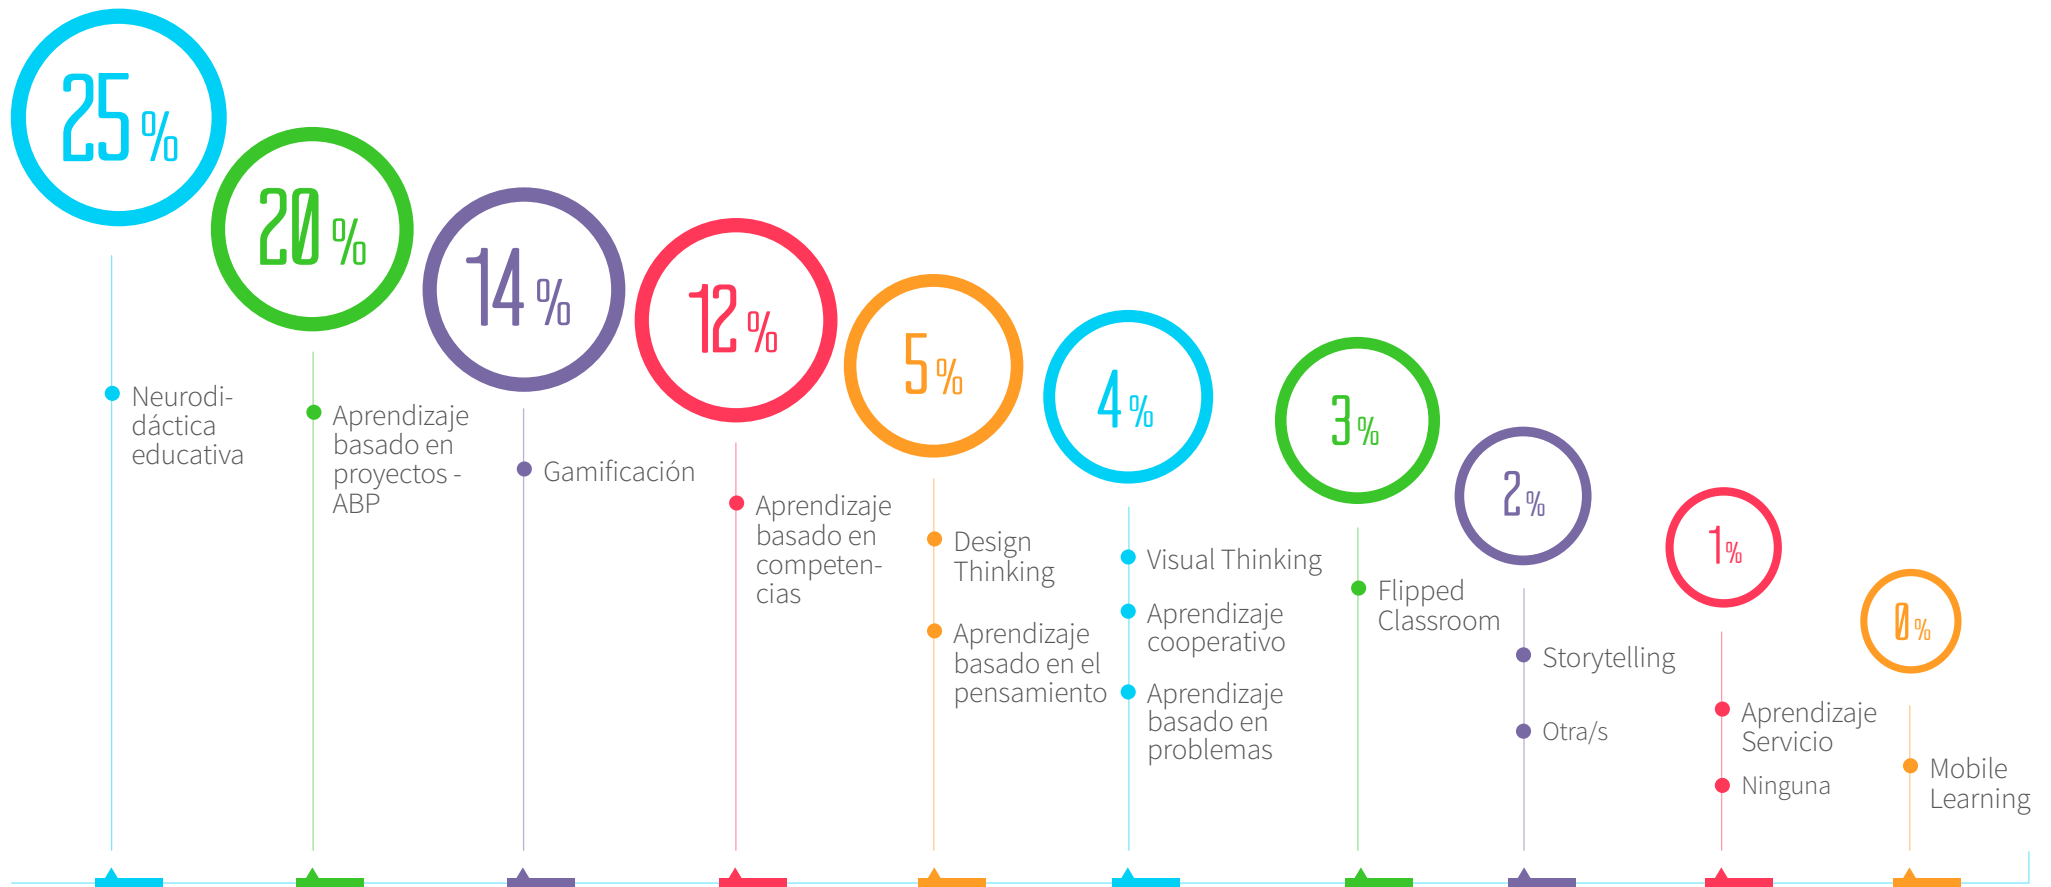 25 %
Neurodi-
dáctica
educativa
20 %
Aprendizaje
basado en
proyectos -
ABP
14 %
Gamificación
12 %
Aprendizaje
basado en
competen-
cias
5 %
Design
Thinking
Aprendizaje
basado en el
pensamiento
4 %
Visual Thinking
Aprendizaje
cooperativo
Aprendizaje
basado en
problemas
3 %
Flipped
Classroom
2 %
Storytelling
Otra/s
1 %
Aprendizaje
Servicio
Ninguna
0 %
Mobile
Learning